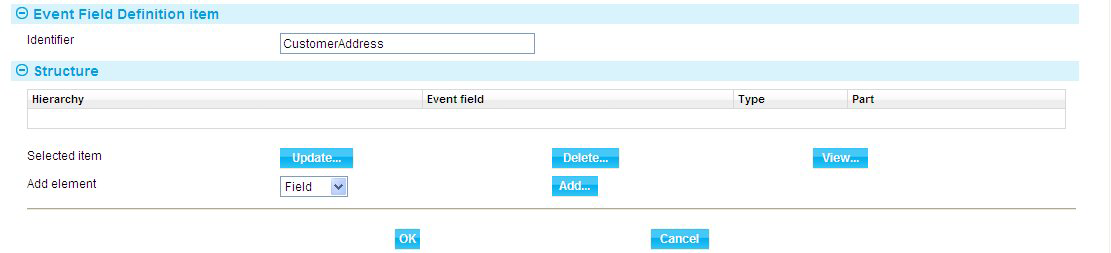 Event Field Definition item
Identifier CustomerAddress
Structure
Hierarchy Event field Type Part
Selected item Update... Delete... View...
Add element Field Add...
OK Cancel